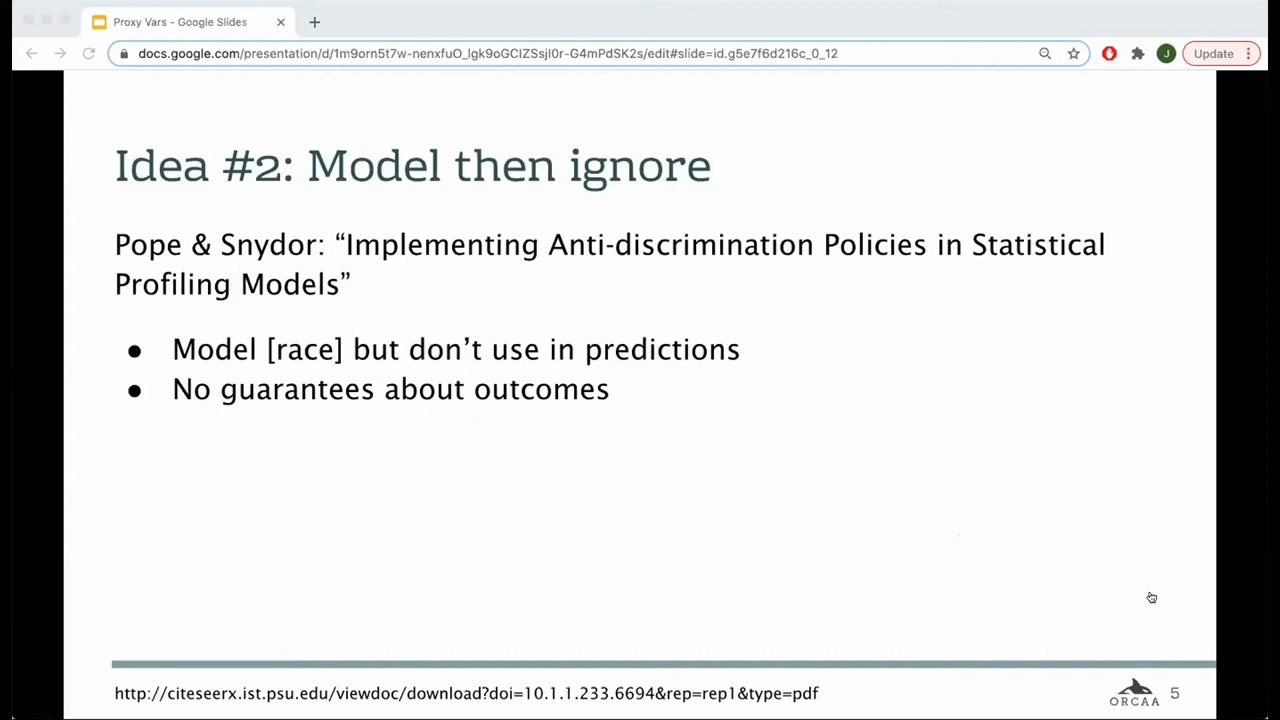 Proxy Vars - Google Slides
docs.google.com/presentation/d/1m9orn5t7w-nenxfuO_lgk9oGCIZSsjI0r-G4mPdSK2s/edit#slide=id.g5e7f6d216c_0_12
J
Update
Idea #2: Model then ignore
Pope & Snydor: “Implementing Anti-discrimination Policies in Statistical
Profiling Models”
● Model [race] but don’t use in predictions
● No guarantees about outcomes
http://citeseerx.ist.psu.edu/viewdoc/download?doi=10.1.1.233.6694&rep=rep1&type=pdf
ORCAA
5